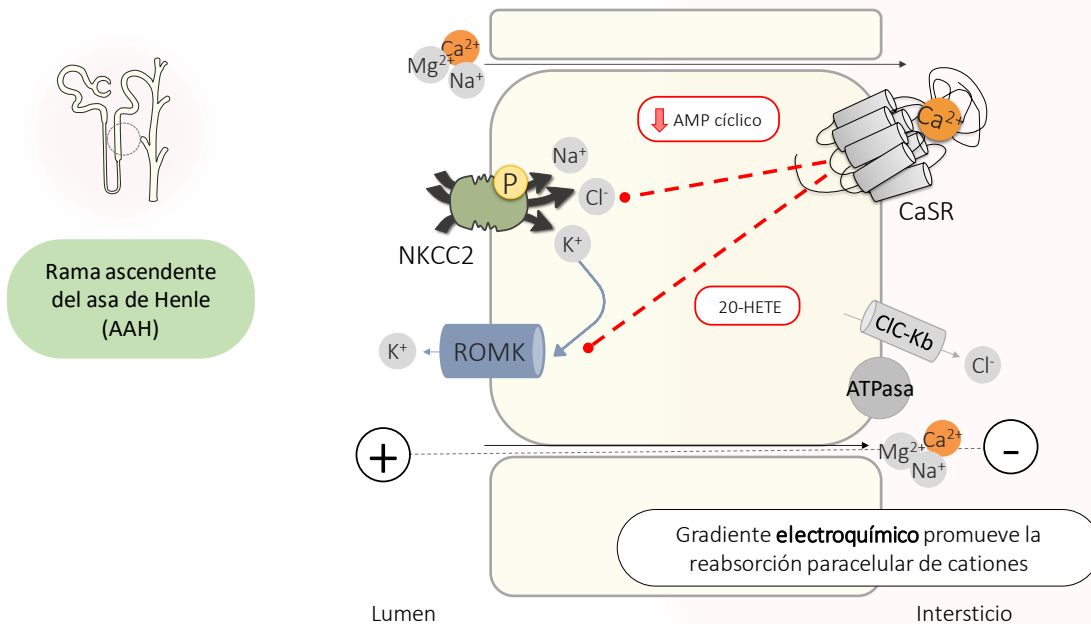 Ca²⁺
Mg²⁺
Na⁺
AMP cíclico
Ca²⁺
CaSR
Na⁺
P
Cl⁻
K⁺
NKCC2
Rama ascendente
del asa de Henle
(AAH)
20-HETE
ClC-Kb
K⁺
ROMK
Cl⁻
ATPasa
+
Mg²⁺
Ca²⁺
Na⁺
-
Gradiente electroquímico promueve la
reabsorción paracelular de cationes
Lumen
Intersticio